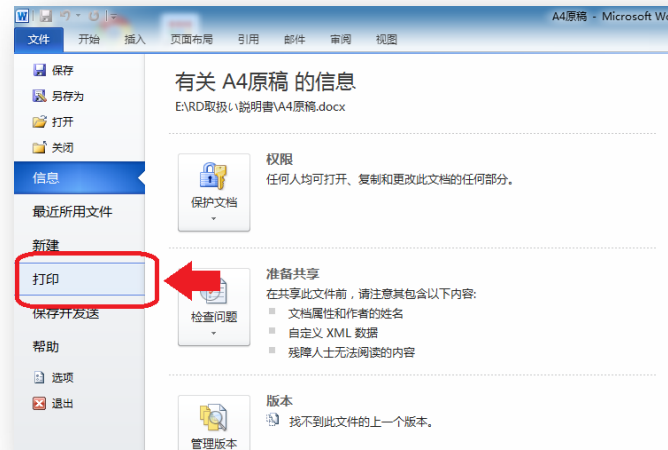 A4原稿 - Microsoft Wo
文件 开始 插入 页面布局 引用 邮件 审阅 视图
保存
另存为
打开
关闭
信息
最近所用文件
新建
打印
保存并发送
帮助
选项
退出
有关 A4原稿 的信息
E:\RD取扱い説明書\A4原稿.docx
保护文档
权限
任何人均可打开、复制和更改此文档的任何部分。
检查问题
准备共享
在共享此文件前，请注意其包含以下内容:
文档属性和作者的姓名
自定义 XML 数据
残障人士无法阅读的内容
管理版本
版本
找不到此文件的上一个版本。